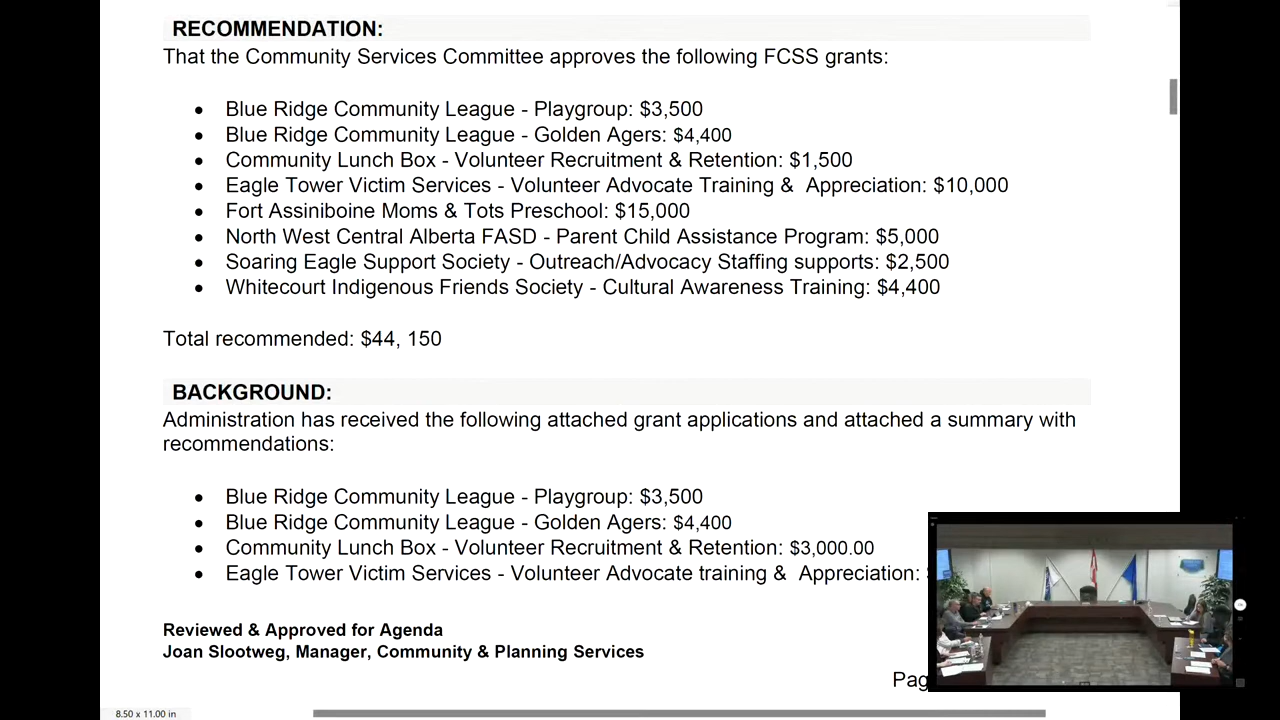 RECOMMENDATION:
That the Community Services Committee approves the following FCSS grants:
• Blue Ridge Community League - Playgroup: $3,500
• Blue Ridge Community League - Golden Agers: $4,400
• Community Lunch Box - Volunteer Recruitment & Retention: $1,500
• Eagle Tower Victim Services - Volunteer Advocate Training & Appreciation: $10,000
• Fort Assiniboine Moms & Tots Preschool: $15,000
• North West Central Alberta FASD - Parent Child Assistance Program: $5,000
• Soaring Eagle Support Society - Outreach/Advocacy Staffing supports: $2,500
• Whitecourt Indigenous Friends Society - Cultural Awareness Training: $4,400
Total recommended: $44, 150
BACKGROUND:
Administration has received the following attached grant applications and attached a summary with
recommendations:
• Blue Ridge Community League - Playgroup: $3,500
• Blue Ridge Community League - Golden Agers: $4,400
• Community Lunch Box - Volunteer Recruitment & Retention: $3,000.00
• Eagle Tower Victim Services - Volunteer Advocate training & Appreciation:
Reviewed & Approved for Agenda
Joan Slootweg, Manager, Community & Planning Services
Pag
8.50 x 11.00 in